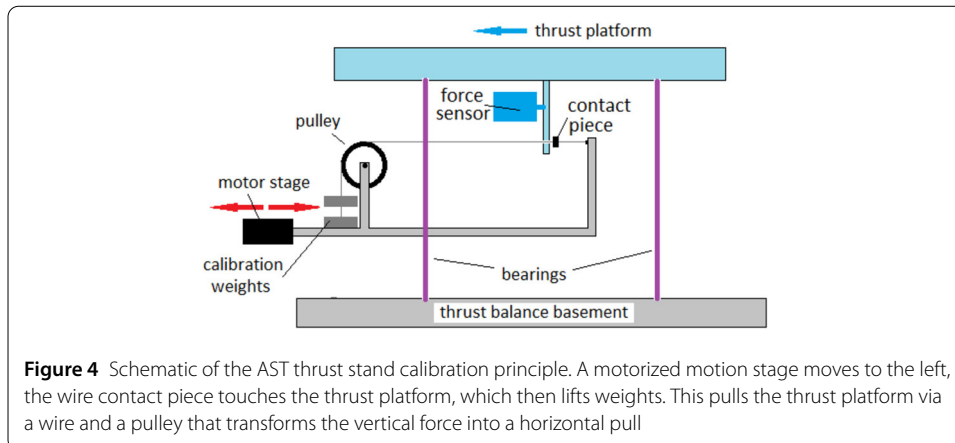 thrust platform
force
sensor
contact
piece
pulley
motor stage
calibration
weights
bearings
thrust balance basement
Figure 4 Schematic of the AST thrust stand calibration principle. A motorized motion stage moves to the left,
the wire contact piece touches the thrust platform, which then lifts weights. This pulls the thrust platform via
a wire and a pulley that transforms the vertical force into a horizontal pull